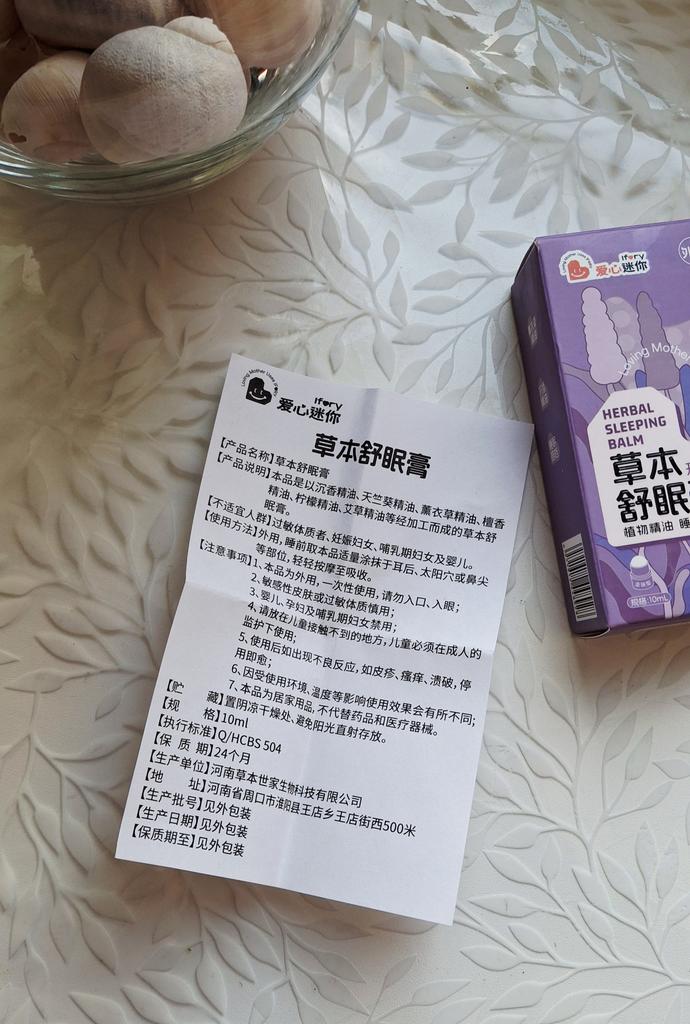 Loving Mother Uses Ifory
Ifory
爱心迷你
草本舒眠膏
【产品名称】草本舒眠膏
【产品说明】本品是以沉香精油、天竺葵精油、薰衣草精油、檀香
精油、柠檬精油、艾草精油等经加工而成的草本舒
眠膏。
【不适宜人群】过敏体质者、妊娠妇女、哺乳期妇女及婴儿。
【使用方法】外用，睡前取本品适量涂抹于耳后、太阳穴或鼻尖
等部位，轻轻按摩至吸收。
【注意事项】1、本品为外用，一次性使用，请勿入口、入眼；
2、敏感性皮肤或过敏体质慎用；
3、婴儿、孕妇及哺乳期妇女禁用；
4、请放在儿童接触不到的地方，儿童必须在成人的
监护下使用；
5、使用后如出现不良反应，如皮疹、瘙痒、溃破，停
用即愈；
6、因受使用环境、温度等影响使用效果会有所不同；
7、本品为居家用品，不代替药品和医疗器械。
【贮 藏】置阴凉干燥处、避免阳光直射存放。
【规 格】10ml
【执行标准】Q/HCBS 504
【保 质 期】24个月
【生产单位】河南草本世家生物科技有限公司
【地 址】河南省周口市淮阳县王店乡王店街西500米
【生产批号】见外包装
【生产日期】见外包装
【保质期至】见外包装
Ifory
爱心迷你
Loving Mother
HERBAL
SLEEPING
BALM
草本
舒眠
植物精油 睡
规格:10mL